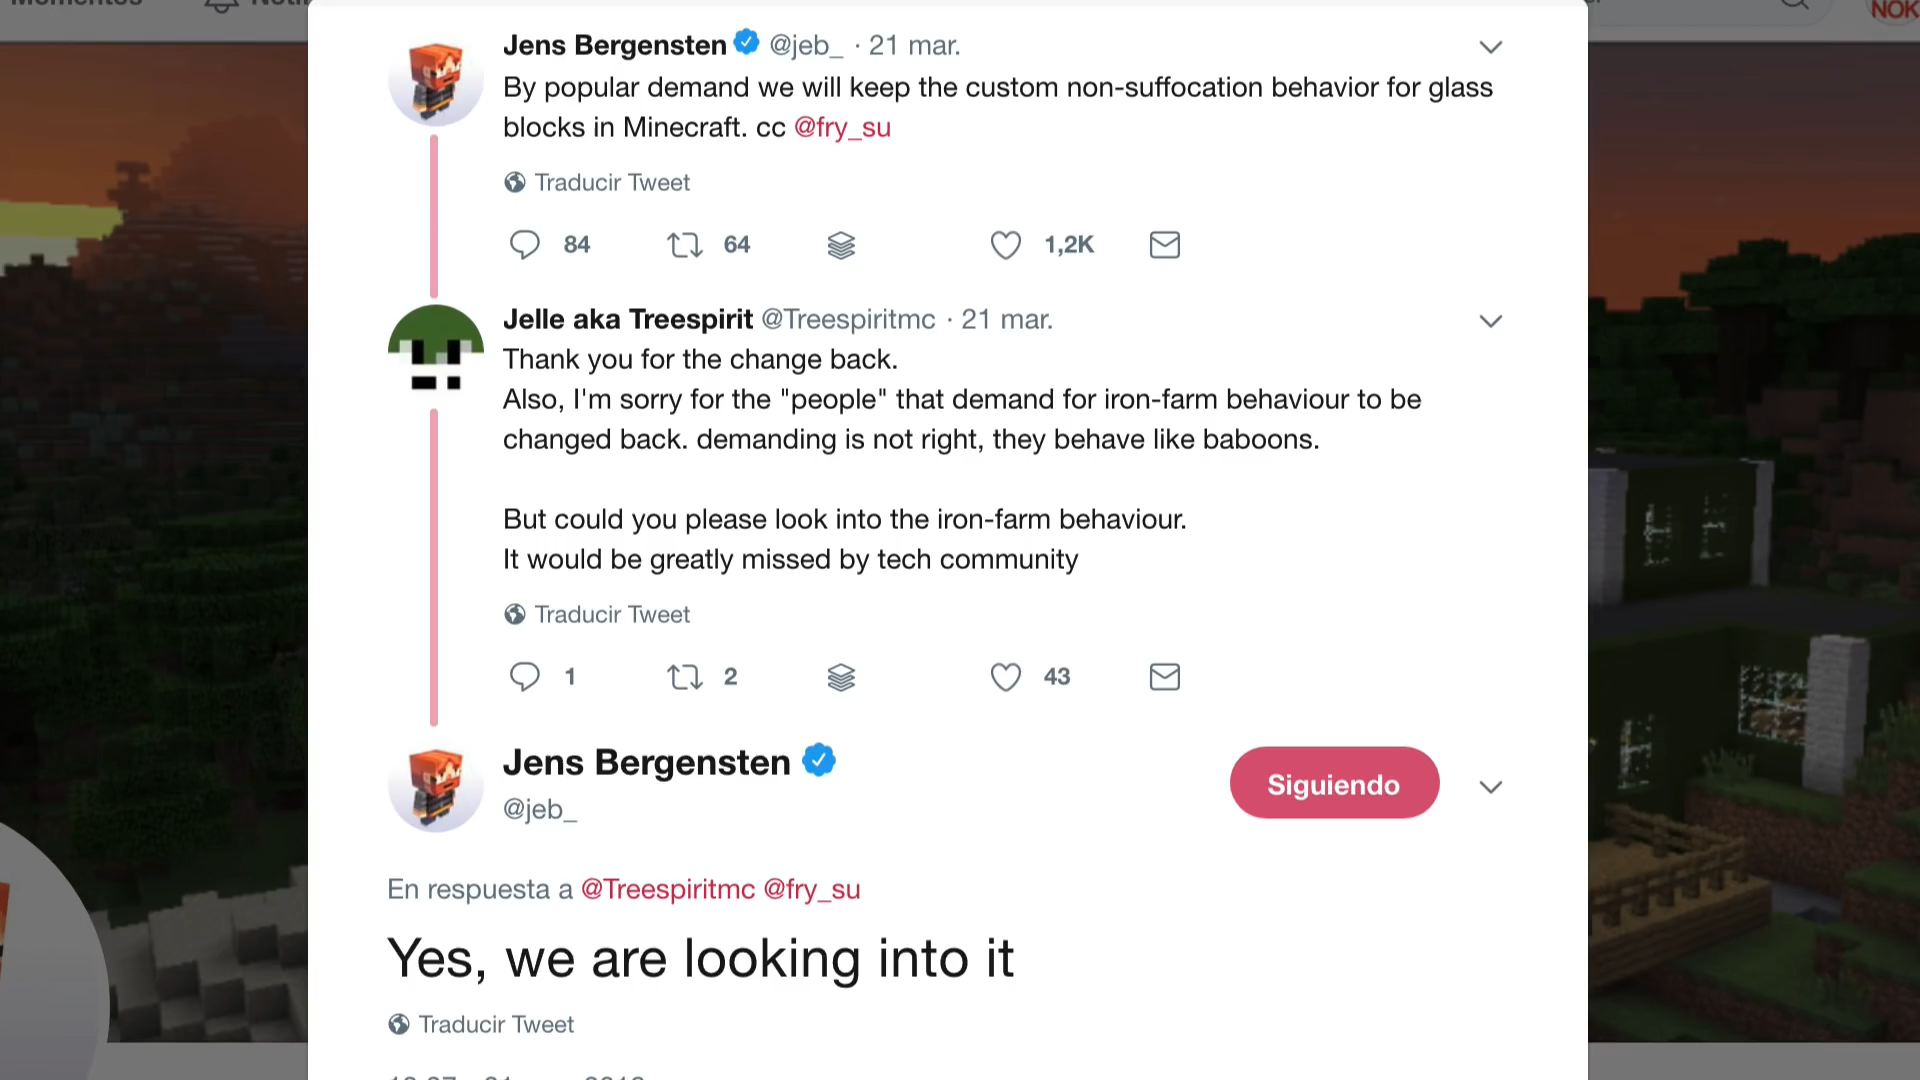 Jens Bergensten @jeb_ · 21 mar.
By popular demand we will keep the custom non-suffocation behavior for glass
blocks in Minecraft. cc @fry_su
Traducir Tweet
84 64 1,2K
Jelle aka Treespirit @Treespiritmc · 21 mar.
Thank you for the change back.
Also, I'm sorry for the "people" that demand for iron-farm behaviour to be
changed back. demanding is not right, they behave like baboons.
But could you please look into the iron-farm behaviour.
It would be greatly missed by tech community
Traducir Tweet
1 2 43
Jens Bergensten
@jeb_
Siguiendo
En respuesta a @Treespiritmc @fry_su
Yes, we are looking into it
Traducir Tweet
NOK